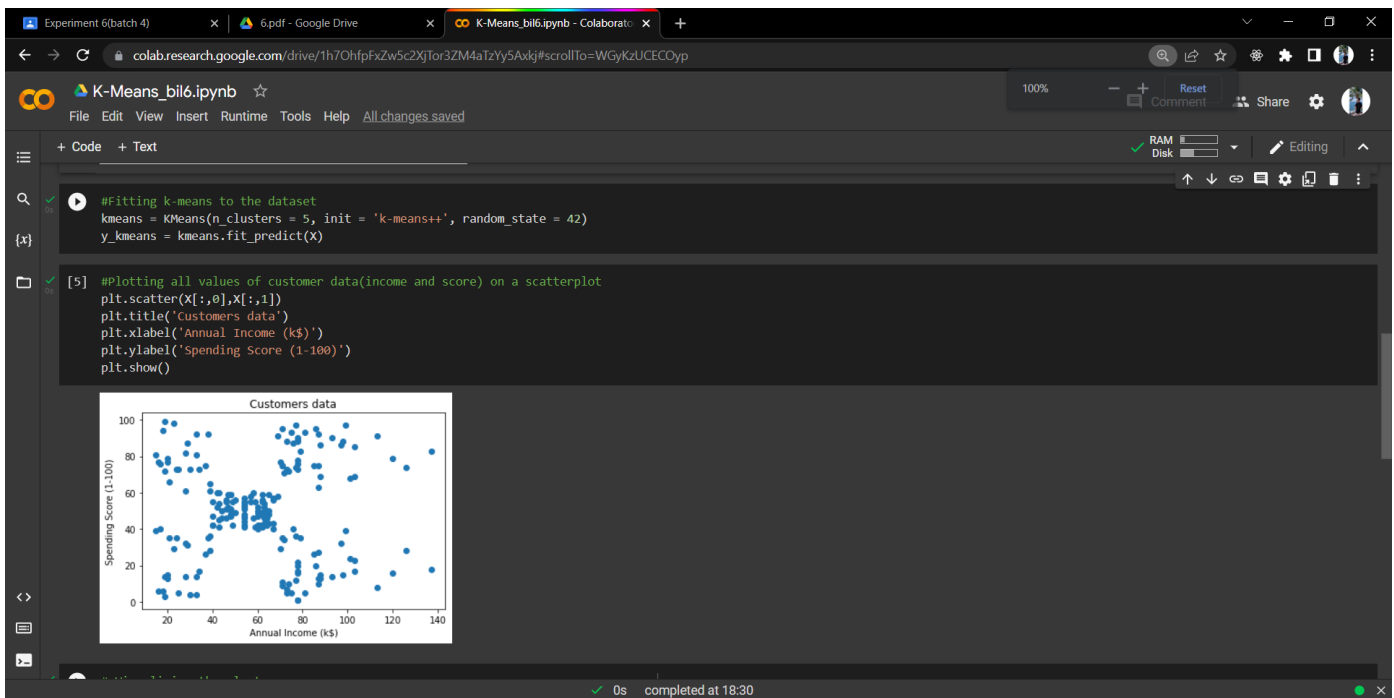 Experiment 6(batch 4)
6.pdf - Google Drive
K-Means_bil6.ipynb - Colaborato
colab.research.google.com/drive/1h7OhfpFxZw5c2XjTor3ZM4aTzYy5Axkj#scrollTo=WGyKzUCECOyp
K-Means_bil6.ipynb
100%
Reset
Comment
Share
File Edit View Insert Runtime Tools Help All changes saved
+ Code + Text
RAM
Disk
Editing
0s
#Fitting k-means to the dataset
kmeans = KMeans(n_clusters = 5, init = 'k-means++', random_state = 42)
y_kmeans = kmeans.fit_predict(X)
{x}
0s
[5]
#Plotting all values of customer data(income and score) on a scatterplot
plt.scatter(X[:,0],X[:,1])
plt.title('Customers data')
plt.xlabel('Annual Income (k$)')
plt.ylabel('Spending Score (1-100)')
plt.show()
Customers data
100
80
60
40
20
0
Spending Score (1-100)
20 40 60 80 100 120 140
Annual Income (k$)
0s completed at 18:30